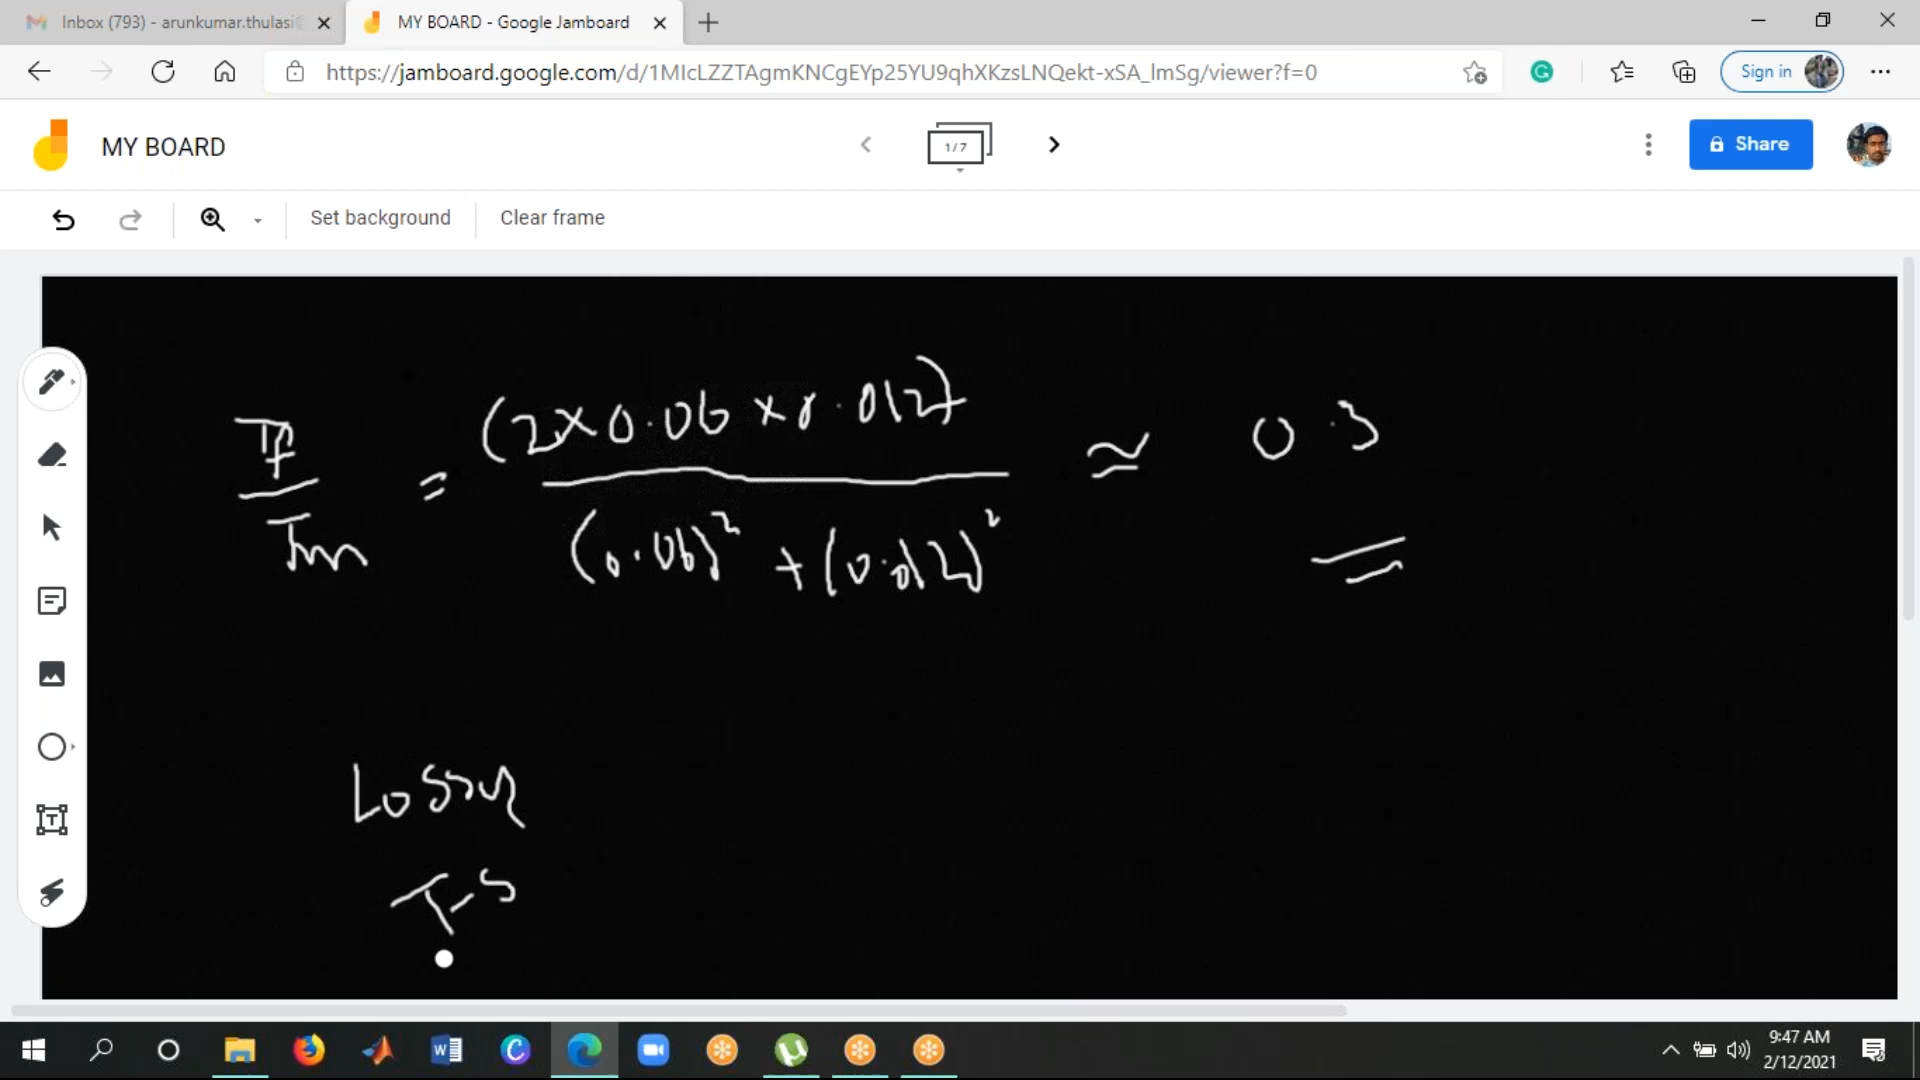 Inbox (793) - arunkumar.thulasi
MY BOARD - Google Jamboard
https://jamboard.google.com/d/1MIcLZZTAgmKNCgEYp25YU9qhXKzsLNQekt-xSA_lmSg/viewer?f=0
Sign in
MY BOARD
1/7
Share
Set background
Clear frame
(2×0.06 × 0.012)
Tf/Tm = ≃ 0.3
(0.06)² + (0.012)²
Lossy
T-S
9:47 AM
2/12/2021